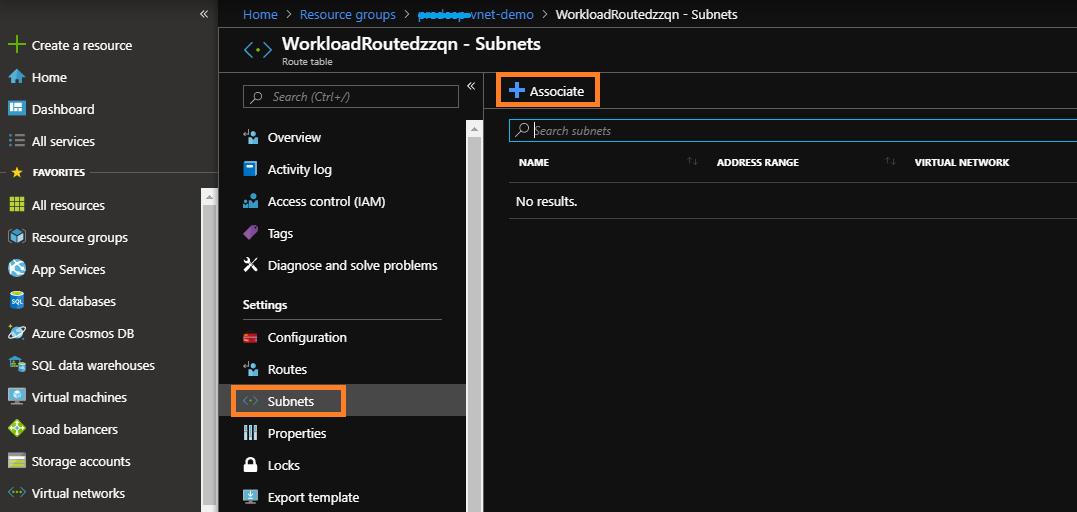 «
Create a resource
Home
Dashboard
All services
FAVORITES
All resources
Resource groups
App Services
SQL databases
Azure Cosmos DB
SQL data warehouses
Virtual machines
Load balancers
Storage accounts
Virtual networks
Home > Resource groups > -vnet-demo > WorkloadRoutedzzqn - Subnets
WorkloadRoutedzzqn - Subnets
Route table
Search (Ctrl+/)
«
Overview
Activity log
Access control (IAM)
Tags
Diagnose and solve problems
Settings
Configuration
Routes
Subnets
Properties
Locks
Export template
Associate
Search subnets
NAME ADDRESS RANGE VIRTUAL NETWORK
No results.